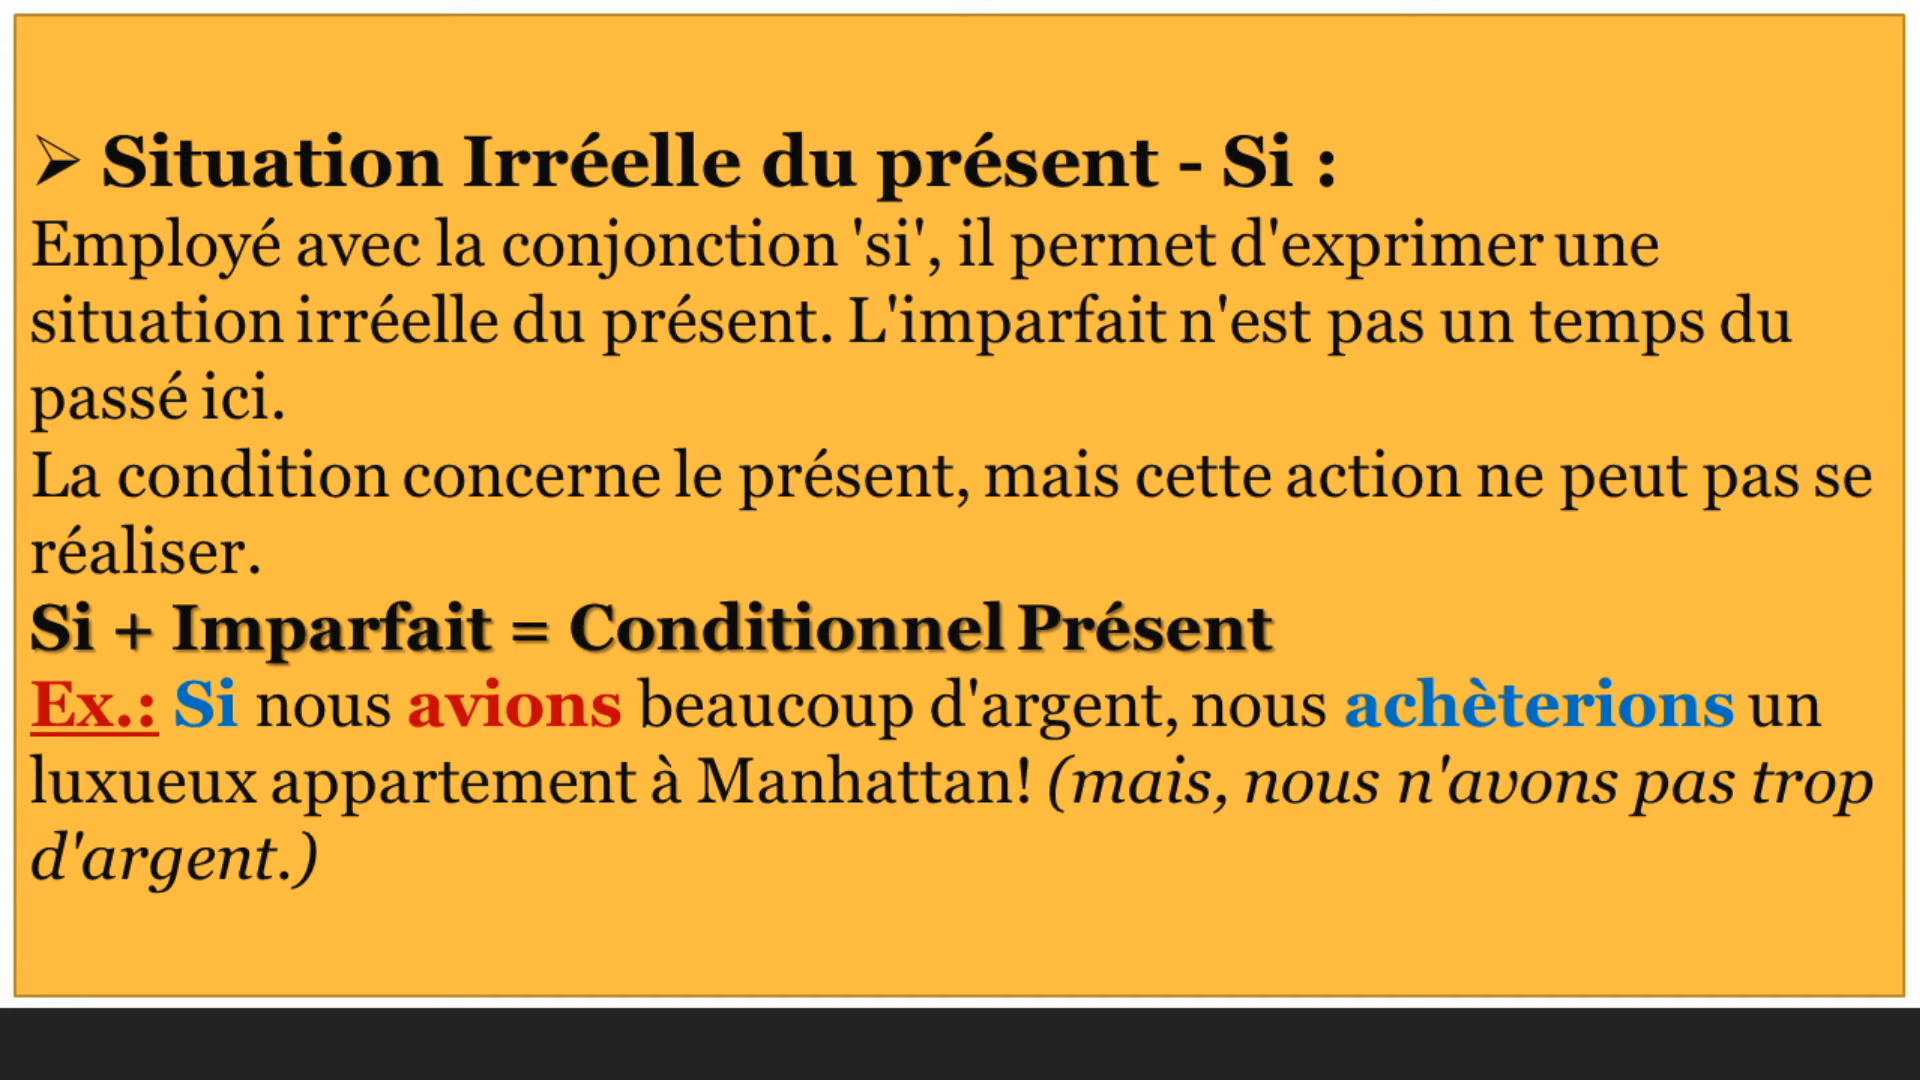 ➢ Situation Irréelle du présent - Si :
Employé avec la conjonction 'si', il permet d'exprimer une
situation irréelle du présent. L'imparfait n'est pas un temps du
passé ici.
La condition concerne le présent, mais cette action ne peut pas se
réaliser.
Si + Imparfait = Conditionnel Présent
Ex.: Si nous avions beaucoup d'argent, nous achèterions un
luxueux appartement à Manhattan! (mais, nous n'avons pas trop
d'argent.)